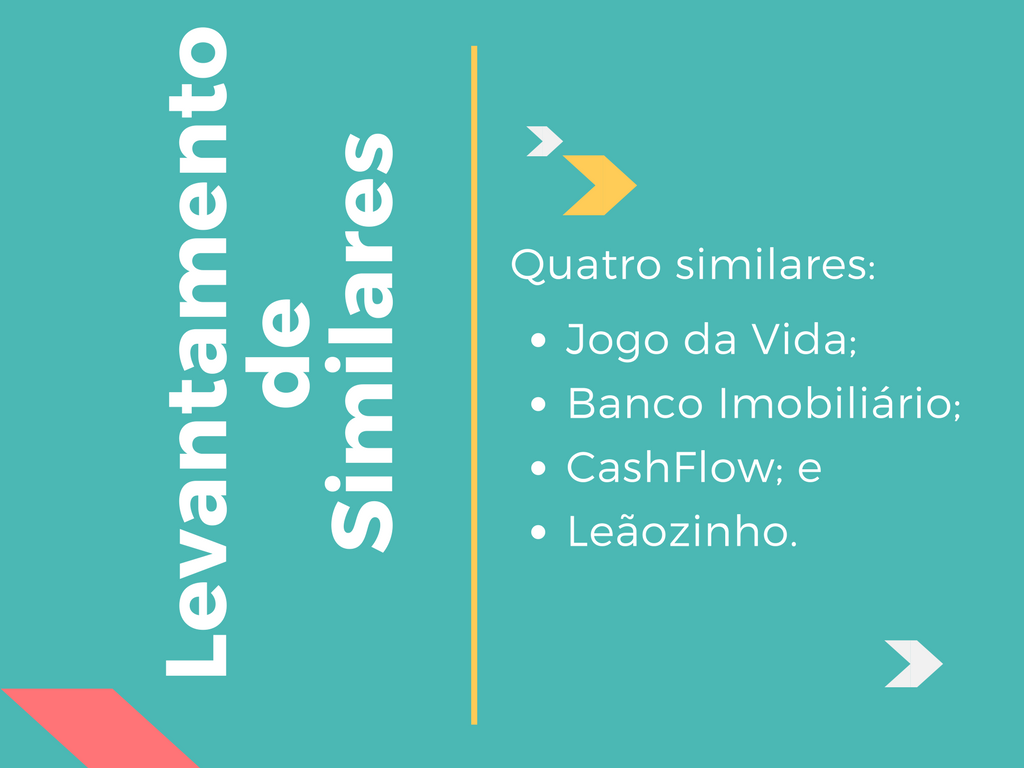 Levantamento
de
Similares
Quatro similares:
• Jogo da Vida;
• Banco Imobiliário;
• CashFlow; e
• Leãozinho.